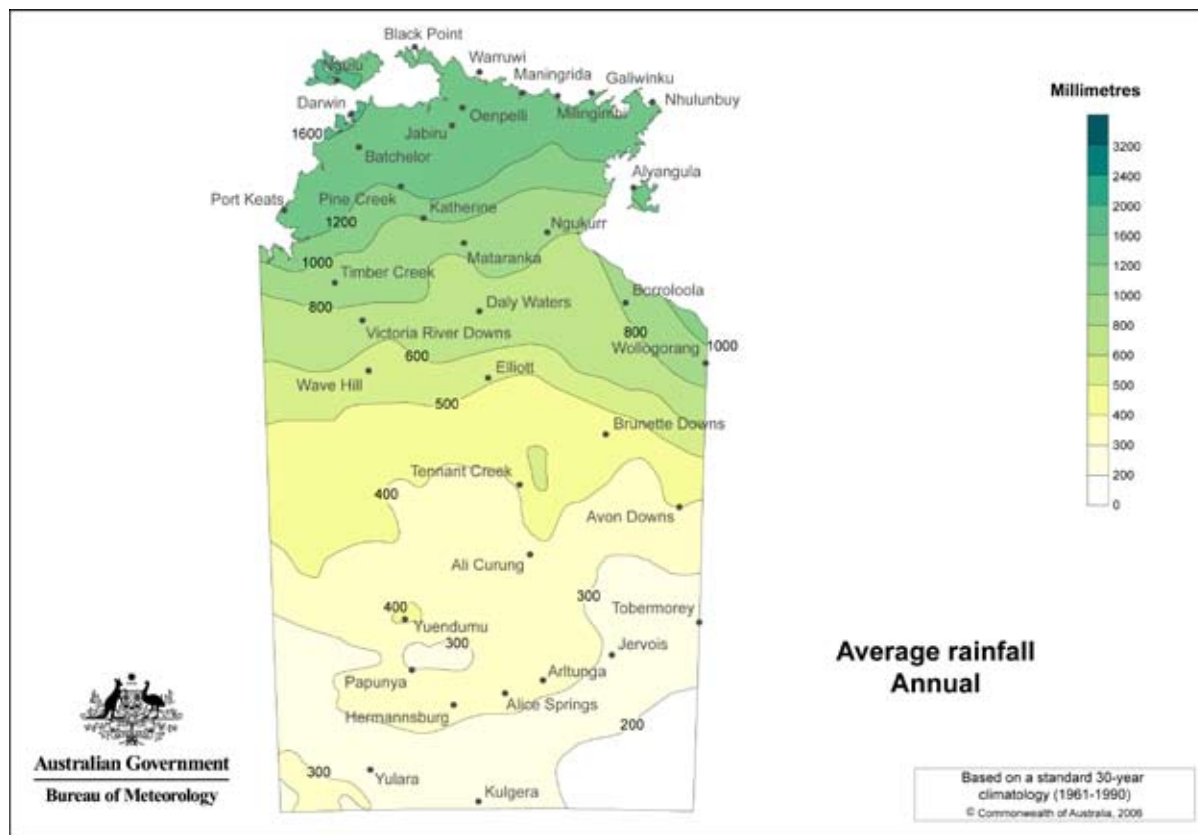 Black Point
Nguiu
Warruwi
Maningrida
Galiwinku
Darwin
Oenpelli
Milingimbi
Nhulunbuy
1600
Jabiru
Batchelor
Alyangula
Port Keats
Pine Creek
1200
Katherine
Ngukurr
1000
Mataranka
Timber Creek
800
Daly Waters
Borroloola
Victoria River Downs
800
Wollogorang
1000
600
Wave Hill
Elliott
500
Brunette Downs
Tennant Creek
400
Avon Downs
Ali Curung
300
400
Tobermorey
Yuendumu
300
Jervois
Papunya
Arltunga
Hermannsburg
Alice Springs
200
300
Yulara
Kulgera
Millimetres
3200
2400
2000
1600
1200
1000
800
600
500
400
300
200
0
Average rainfall
Annual
Australian Government
Bureau of Meteorology
Based on a standard 30-year
climatology (1961-1990)
© Commonwealth of Australia, 2006